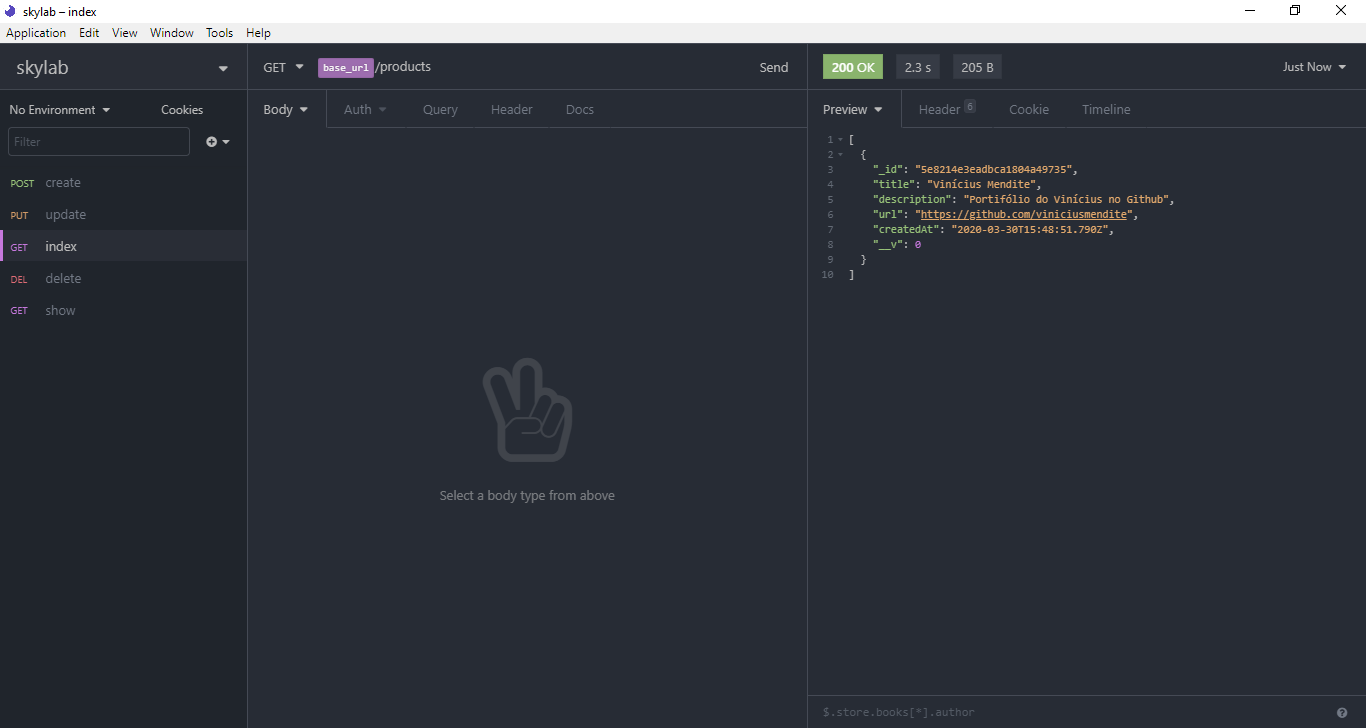 skylab – index
Application Edit View Window Tools Help
skylab
GET base_url/products Send
200 OK 2.3 s 205 B Just Now
No Environment Cookies
Body Auth Query Header Docs
Preview Header 6 Cookie Timeline
Filter
POST create
PUT update
GET index
DEL delete
GET show
Select a body type from above
1 [
2 {
3 "_id": "5e8214e3eadbca1804a49735",
4 "title": "Vinícius Mendite",
5 "description": "Portifólio do Vinícius no Github",
6 "url": "https://github.com/viniciusmendite",
7 "createdAt": "2020-03-30T15:48:51.790Z",
8 "__v": 0
9 }
10 ]
$.store.books[*].author